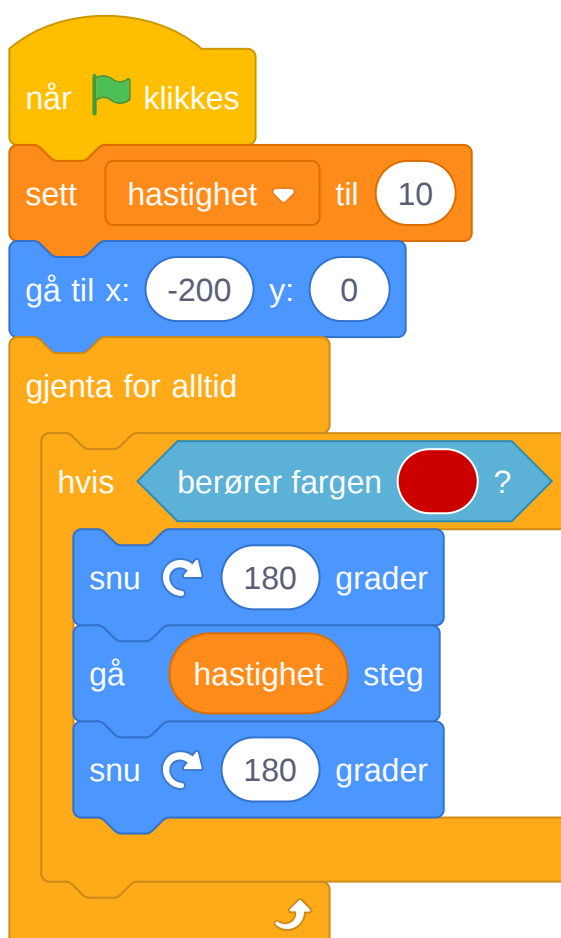 når klikkes
sett hastighet til 10
gå til x: -200 y: 0
gjenta for alltid
hvis berører fargen ?
snu 180 grader
gå hastighet steg
snu 180 grader